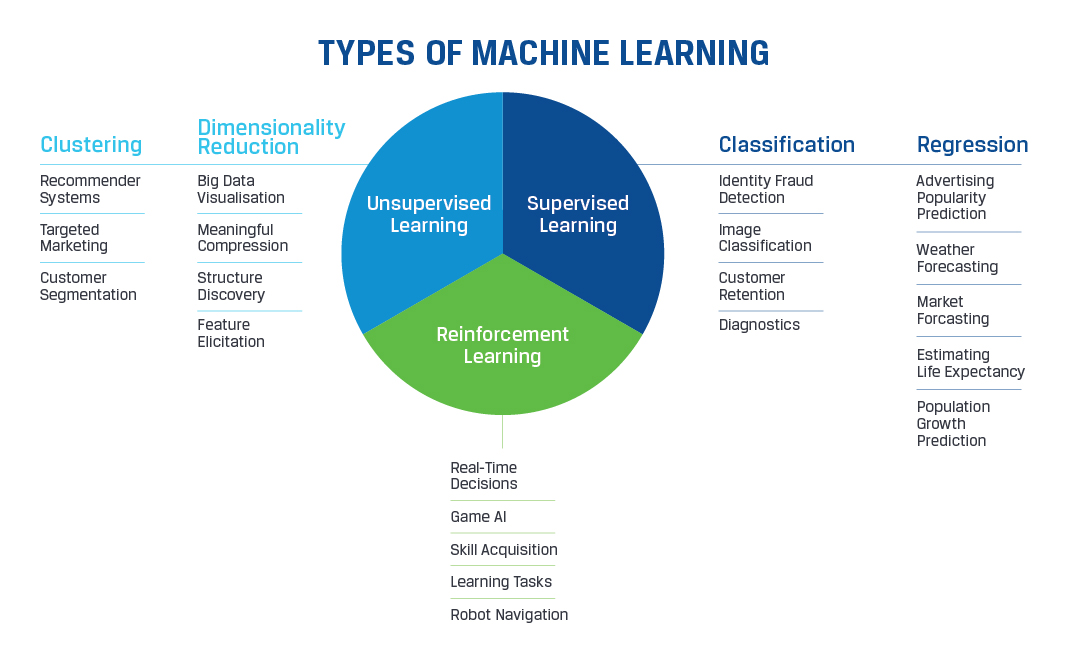 TYPES OF MACHINE LEARNING
Clustering
Recommender
Systems
Targeted
Marketing
Customer
Segmentation
Dimensionality
Reduction
Big Data
Visualisation
Meaningful
Compression
Structure
Discovery
Feature
Elicitation
Unsupervised
Learning
Supervised
Learning
Reinforcement
Learning
Classification
Identity Fraud
Detection
Image
Classification
Customer
Retention
Diagnostics
Regression
Advertising
Popularity
Prediction
Weather
Forecasting
Market
Forcasting
Estimating
Life Expectancy
Population
Growth
Prediction
Real-Time
Decisions
Game AI
Skill Acquisition
Learning Tasks
Robot Navigation